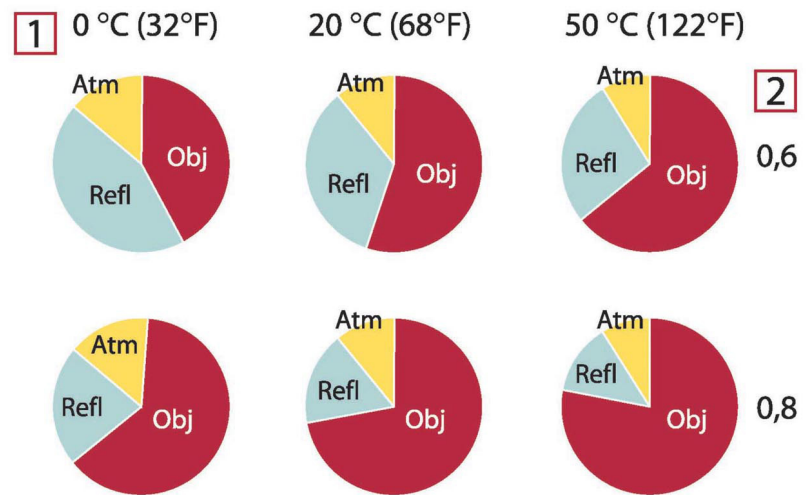 1 0 °C (32°F) 20 °C (68°F) 50 °C (122°F)
2
Atm Obj Refl
Atm Obj Refl
Atm Obj Refl
0,6
Atm Refl Obj
Atm Refl Obj
Atm Refl Obj
0,8